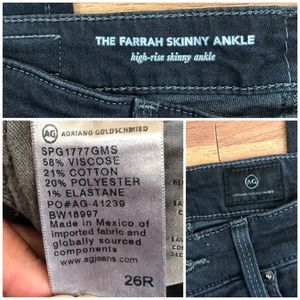 THE FARRAH SKINNY ANKLE
high-rise skinny ankle
AG ADRIANO GOLDSCHMIED
SPG1777GMS
58% VISCOSE
21% COTTON
20% POLYESTER
1% ELASTANE
PO#AG-41239
BW18997
Made in Mexico of
imported fabric and
globally sourced
components
www.agjeans.com
26R
AG
ADRIANO GOLDSCHMIED